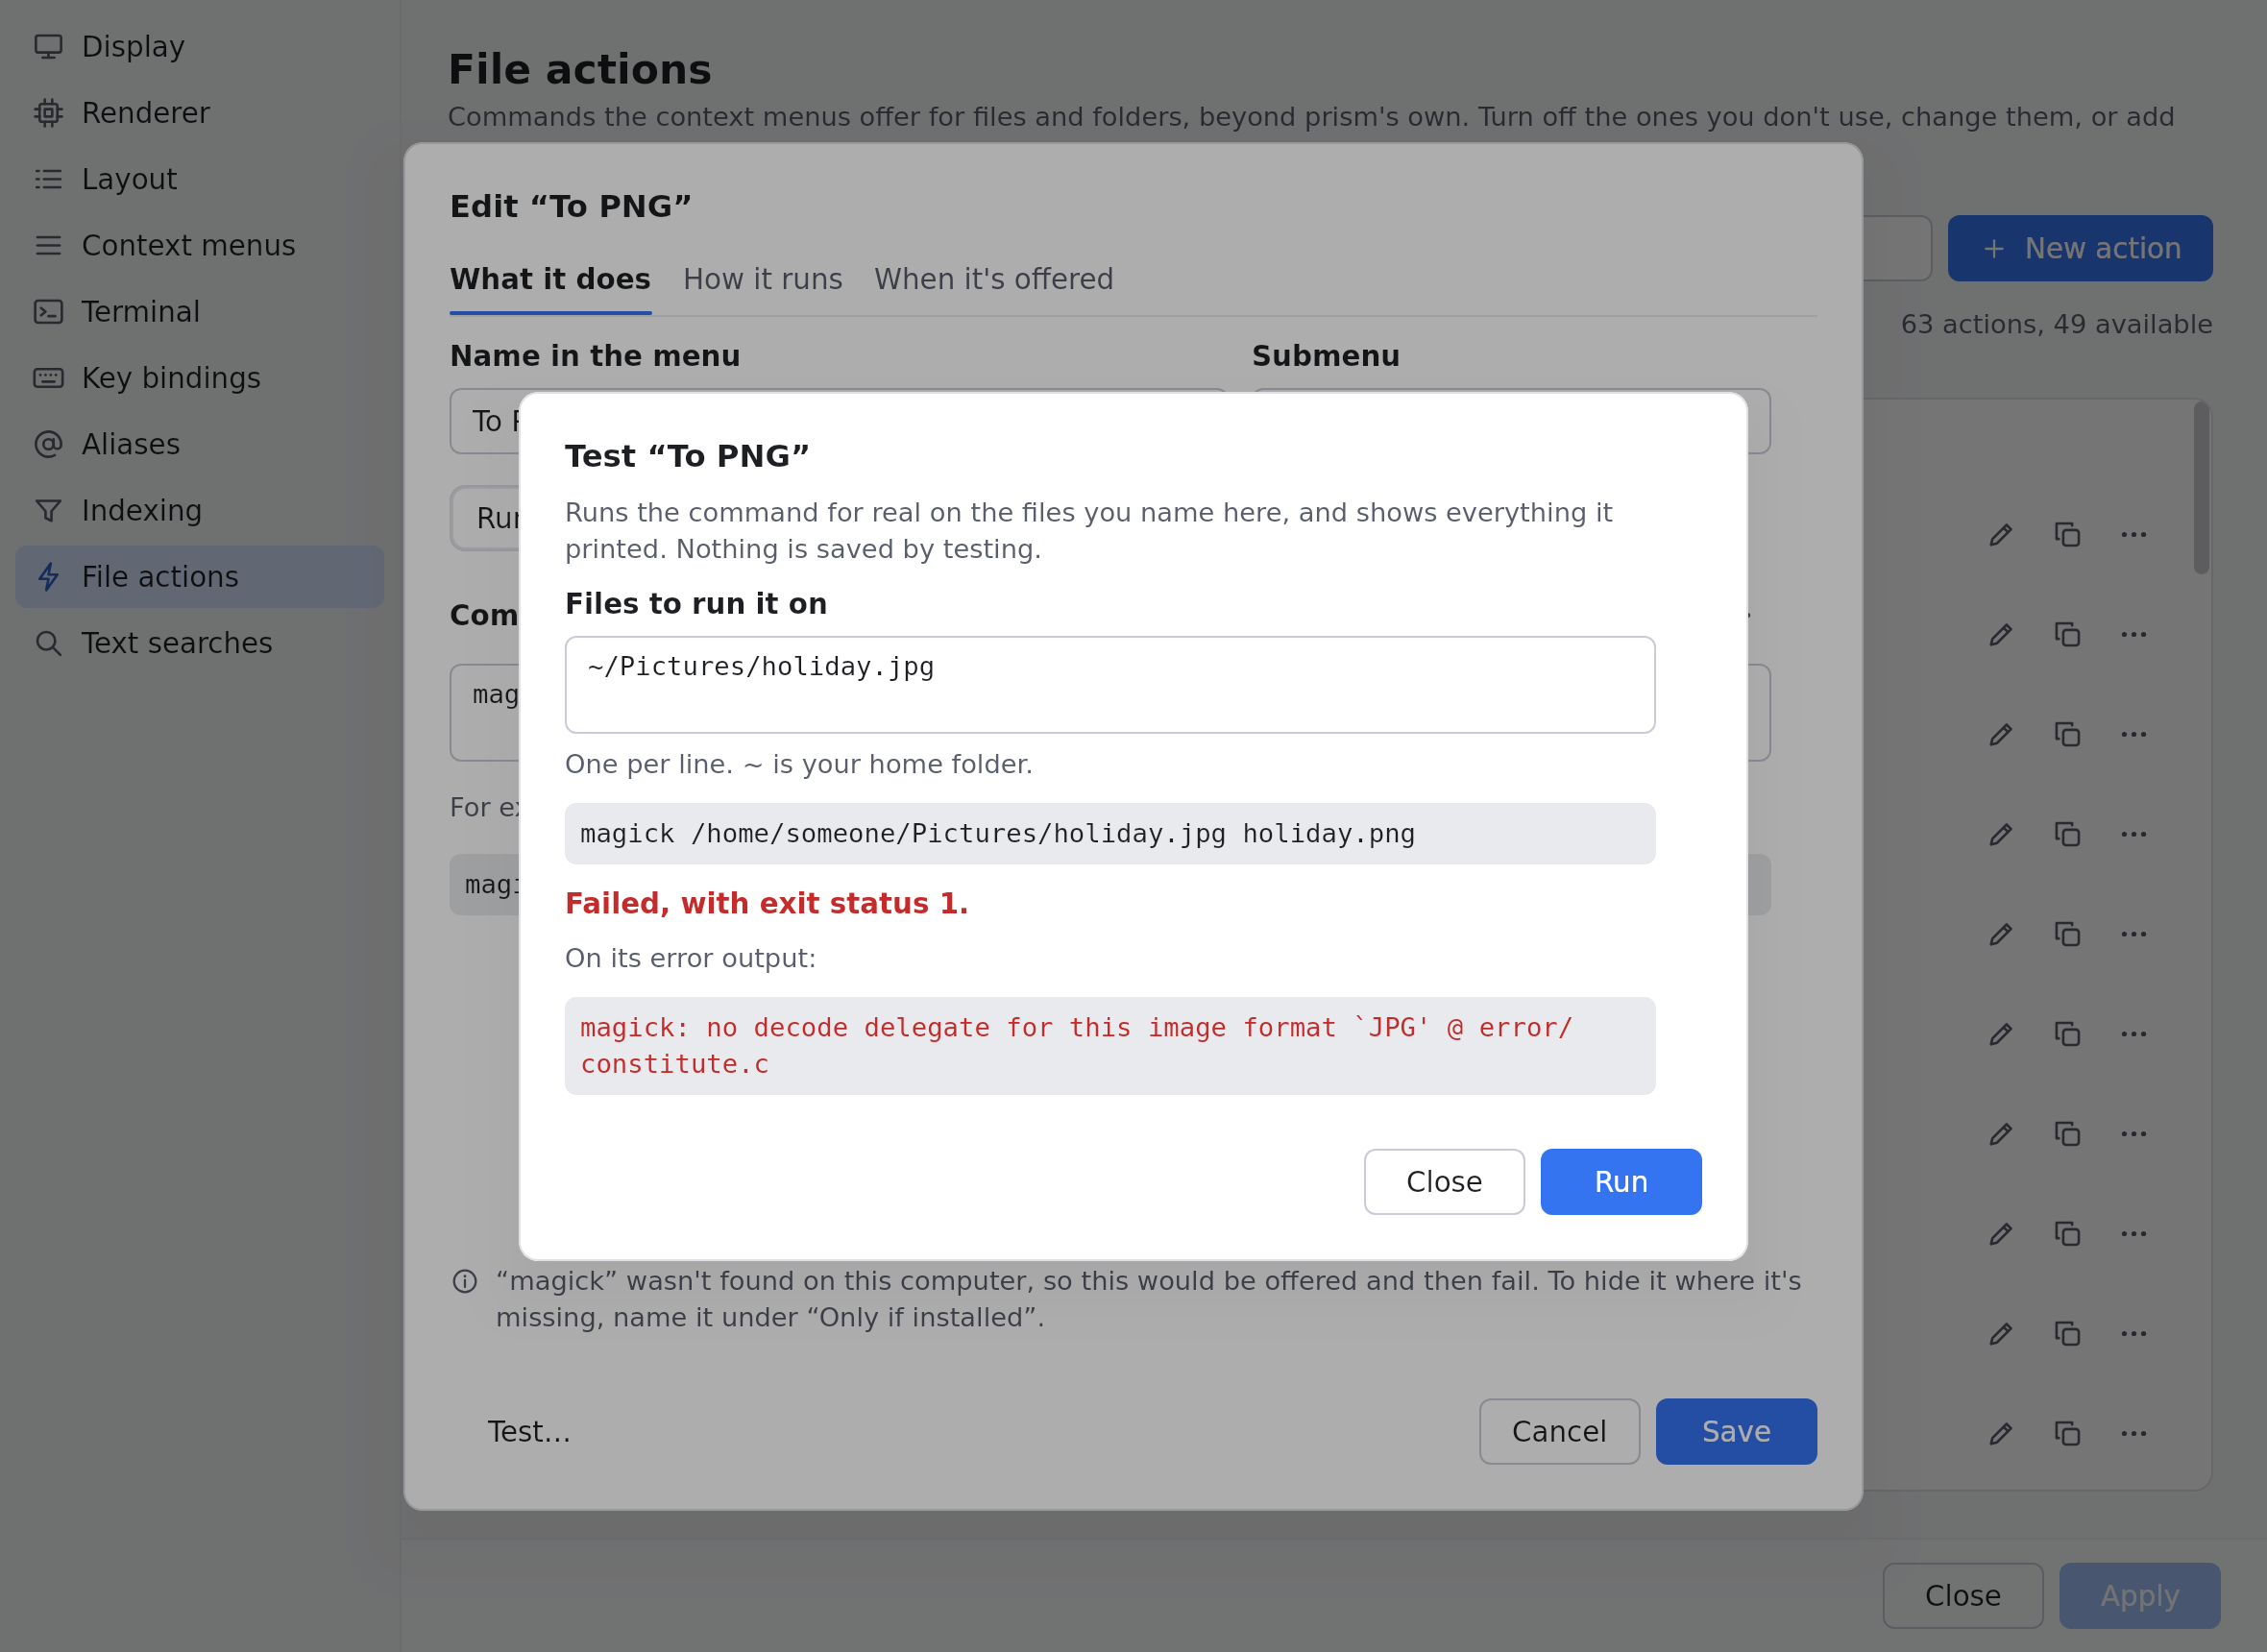 Display
Renderer
Layout
Context menus
Terminal
Key bindings
Aliases
Indexing
File actions
Text searches
File actions
Commands the context menus offer for files and folders, beyond prism's own. Turn off the ones you don't use, change them, or add
New action
63 actions, 49 available
Edit “To PNG”
What it does How it runs When it's offered
Name in the menu Submenu
To
Test “To PNG”
Runs the command for real on the files you name here, and shows everything it
printed. Nothing is saved by testing.
Files to run it on
~/Pictures/holiday.jpg
One per line. ~ is your home folder.
magick /home/someone/Pictures/holiday.jpg holiday.png
Failed, with exit status 1.
On its error output:
magick: no decode delegate for this image format `JPG' @ error/
constitute.c
Close Run
For
“magick” wasn't found on this computer, so this would be offered and then fail. To hide it where it's
missing, name it under “Only if installed”.
Test…
Cancel Save
Close Apply